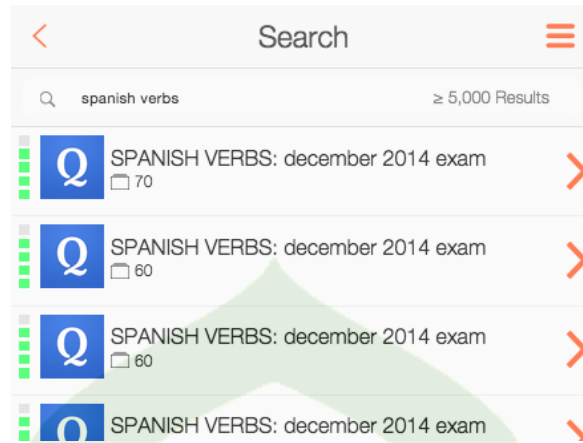 Search
spanish verbs ≥ 5,000 Results
Q SPANISH VERBS: december 2014 exam
70
Q SPANISH VERBS: december 2014 exam
60
Q SPANISH VERBS: december 2014 exam
60
Q SPANISH VERBS: december 2014 exam